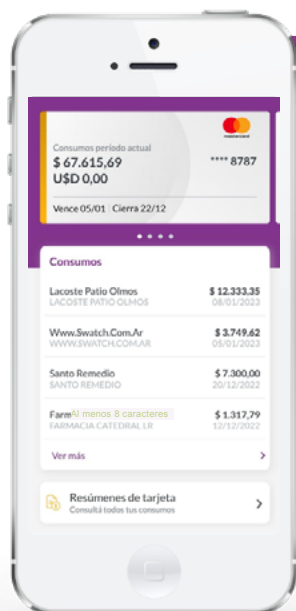 mastercard
Consumos período actual
$ 67.615,69
**** 8787
U$D 0,00
Vence 05/01 | Cierra 22/12
Consumos
Lacoste Patio Olmos $ 12.333,35
LACOSTE PATIO OLMOS 08/01/2023
Www.Swatch.Com.Ar $ 3.749,62
WWW.SWATCH.COM.AR 05/01/2023
Santo Remedio $ 7.300,00
SANTO REMEDIO 20/12/2022
Farm Al menos 8 caracteres $ 1.317,79
FARMACIA CATEDRAL LR 12/12/2022
Ver más
Resúmenes de tarjeta
Consultá todos tus consumos